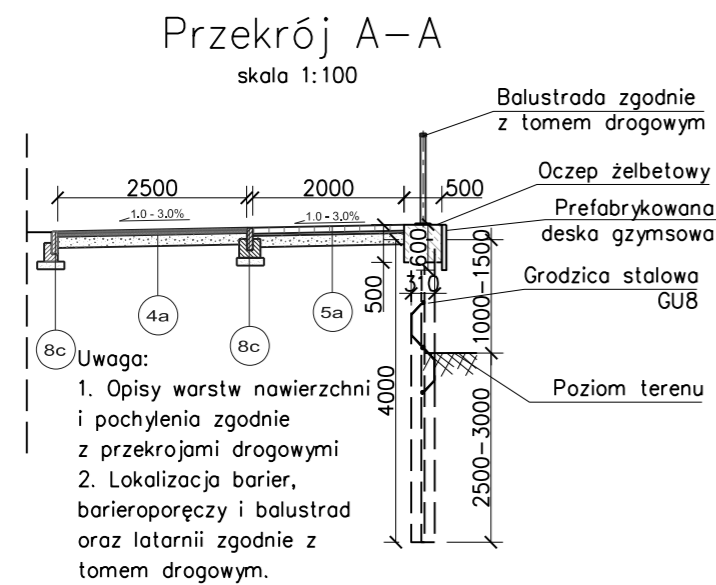 Przekrój A-A
skala 1:100
Balustrada zgodnie
z tomem drogowym
2500
2000
500
Oczep żelbetowy
1.0 - 3.0%
1.0 - 3.0%
Prefabrykowana
deska gzymsowa
600
1000-1500
310
500
Grodzica stalowa
GU8
4a
5a
8c
8c
4000
Poziom terenu
2500-3000
Uwaga:
1. Opisy warstw nawierzchni
i pochylenia zgodnie
z przekrojami drogowymi
2. Lokalizacja barier,
barieroporęczy i balustrad
oraz latarnii zgodnie z
tomem drogowym.